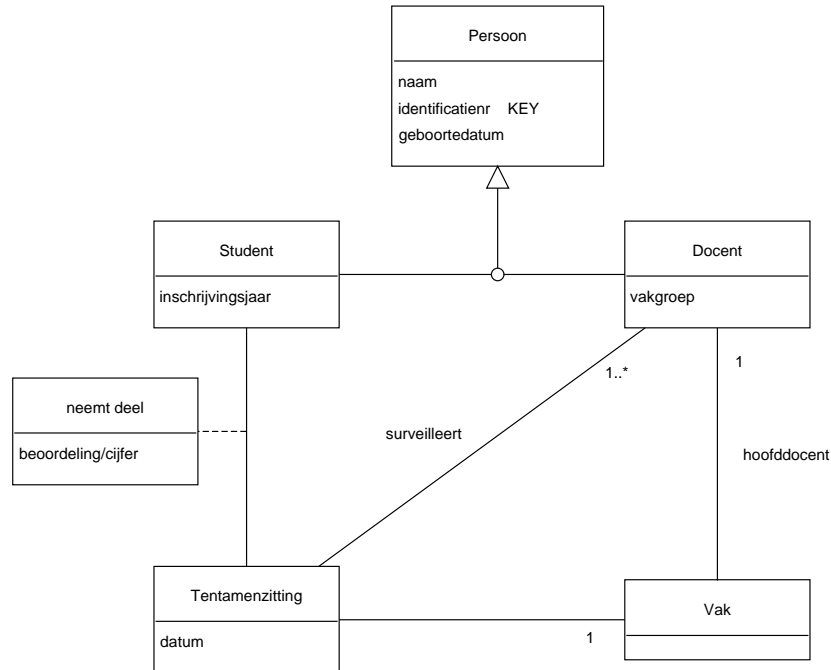 Persoon
naam
identificatienr KEY
geboortedatum
Student
inschrijvingsjaar
Docent
vakgroep
1..*
1
neemt deel
beoordeling/cijfer
surveilleert
hoofddocent
Tentamenzitting
datum
1
Vak